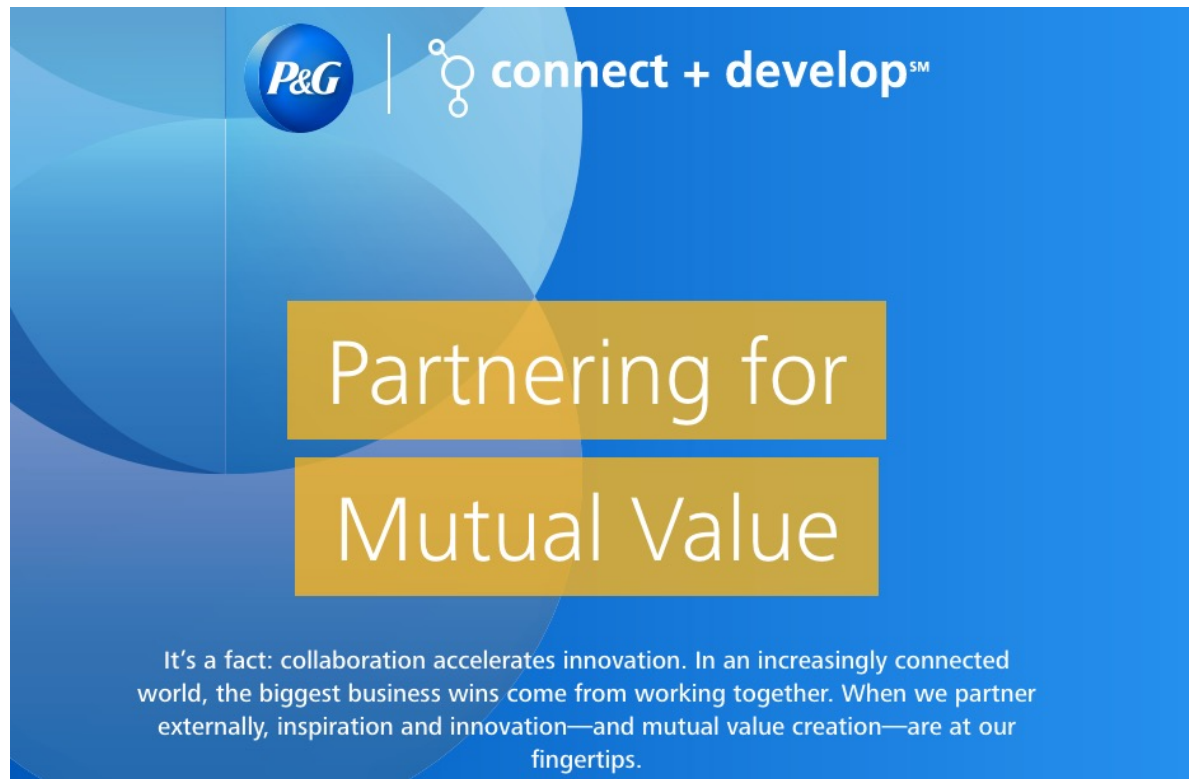 P&G connect + develop℠
Partnering for
Mutual Value
It’s a fact: collaboration accelerates innovation. In an increasingly connected
world, the biggest business wins come from working together. When we partner
externally, inspiration and innovation—and mutual value creation—are at our
fingertips.